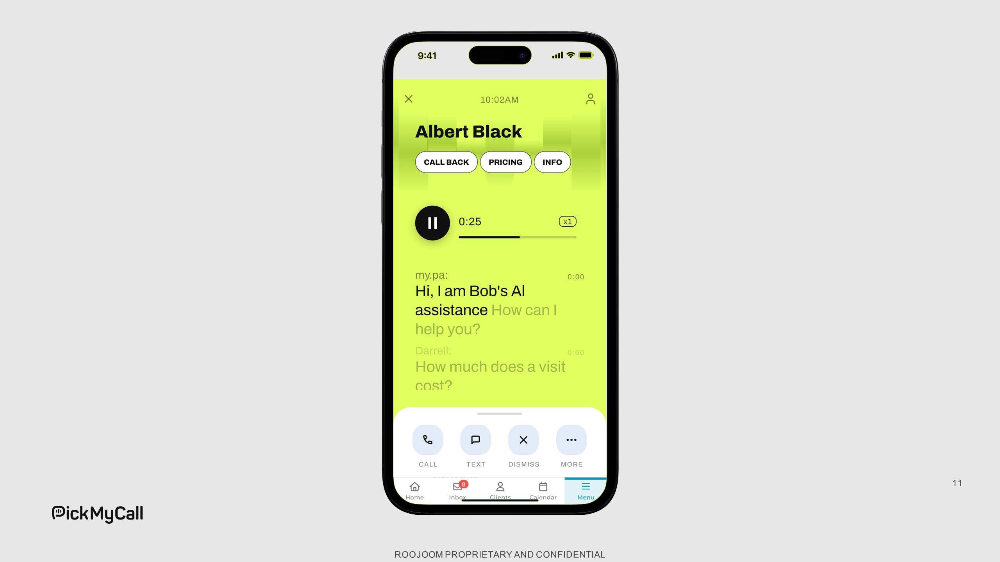 9:41
10:02AM
Albert Black
CALL BACK PRICING INFO
0:25 x1
my.pa: 0:00
Hi, I am Bob's AI
assistance How can I
help you?
Darrell: 0:00
How much does a visit
cost?
CALL TEXT DISMISS MORE
8
Home Inbox Clients Calendar Menu
11
PickMyCall
ROOJOOM PROPRIETARY AND CONFIDENTIAL